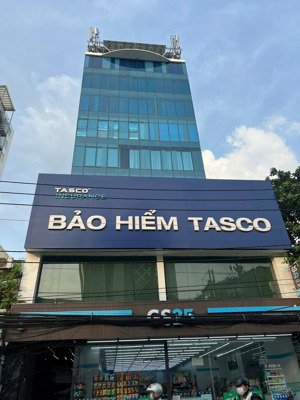 TASCO
INSURANCE
BẢO HIỂM TASCO
GS25